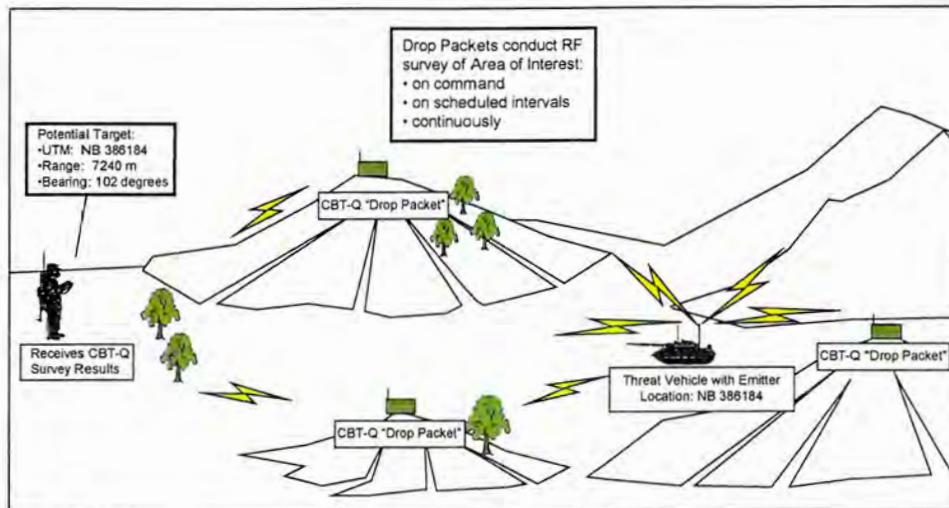 Drop Packets conduct RF
survey of Area of Interest:
• on command
• on scheduled intervals
• continuously
Potential Target:
•UTM: NB 386184
•Range: 7240 m
•Bearing: 102 degrees
CBT-Q "Drop Packet"
Receives CBT-Q
Survey Results
CBT-Q "Drop Packet"
Threat Vehicle with Emitter
Location: NB 386184
CBT-Q "Drop Packet"